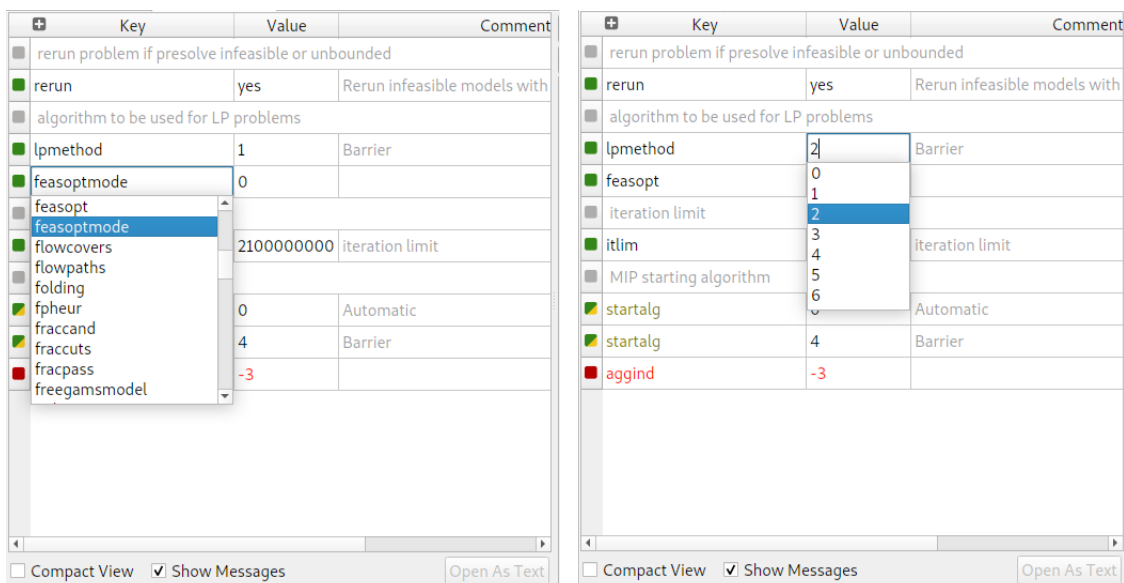 Key Value Comment
rerun problem if presolve infeasible or unbounded
rerun yes Rerun infeasible models with
algorithm to be used for LP problems
lpmethod 1 Barrier
feasoptmode 0
feasopt
feasoptmode
flowcovers 2100000000 iteration limit
flowpaths
folding
fpheur 0 Automatic
fraccand
fraccuts 4 Barrier
fracpass
-3
freegamsmodel
Compact View Show Messages Open As Text
Key Value Comment
rerun problem if presolve infeasible or unbounded
rerun yes Rerun infeasible models with
algorithm to be used for LP problems
lpmethod 2 Barrier
0
feasopt
1
iteration limit 2
3
itlim iteration limit
4
MIP starting algorithm 5
6
startalg Automatic
startalg 4 Barrier
aggind -3
Compact View Show Messages Open As Text